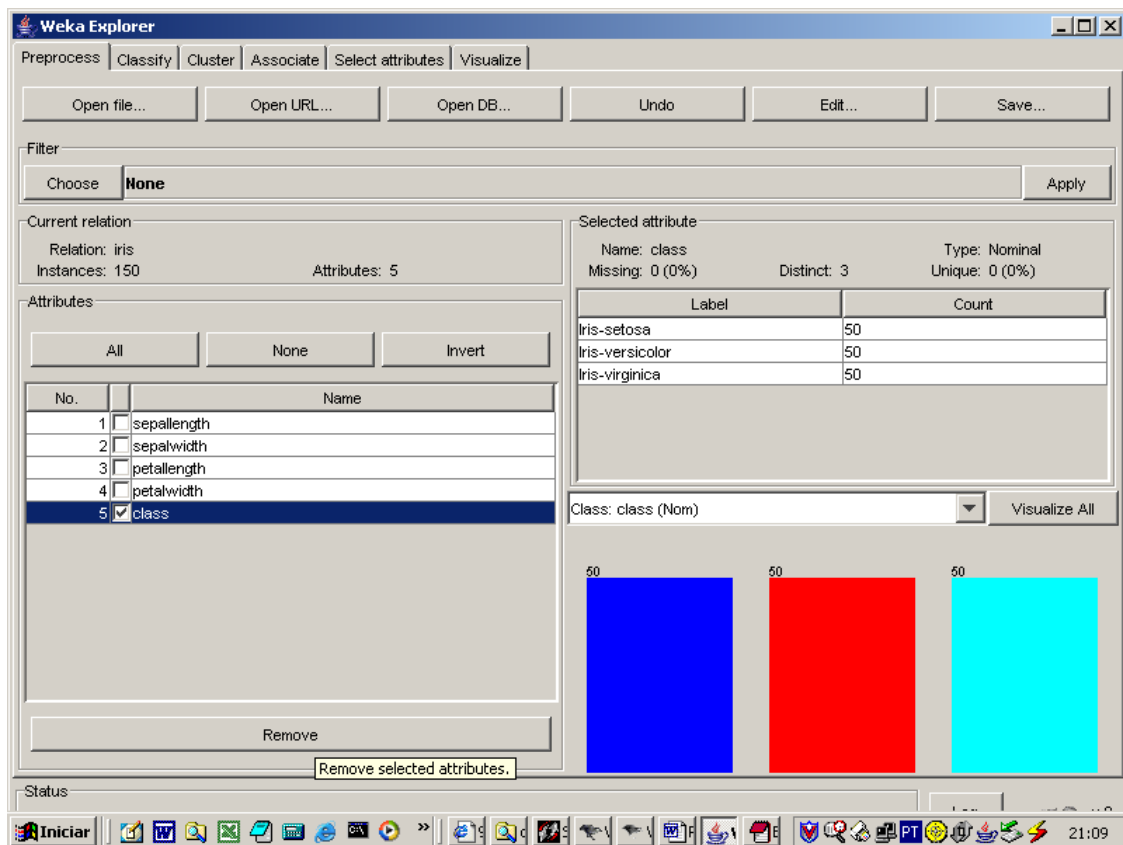 Weka Explorer
Preprocess Classify Cluster Associate Select attributes Visualize
Open file... Open URL... Open DB... Undo Edit... Save...
Filter
Choose None Apply
Current relation
Relation: iris
Instances: 150 Attributes: 5
Attributes
All None Invert
No. Name
1 sepallength
2 sepalwidth
3 petallength
4 petalwidth
5 class
Remove
Remove selected attributes.
Selected attribute
Name: class Type: Nominal
Missing: 0 (0%) Distinct: 3 Unique: 0 (0%)
Label Count
Iris-setosa 50
Iris-versicolor 50
Iris-virginica 50
Class: class (Nom) Visualize All
50 50 50
Status
Iniciar » PT 21:09